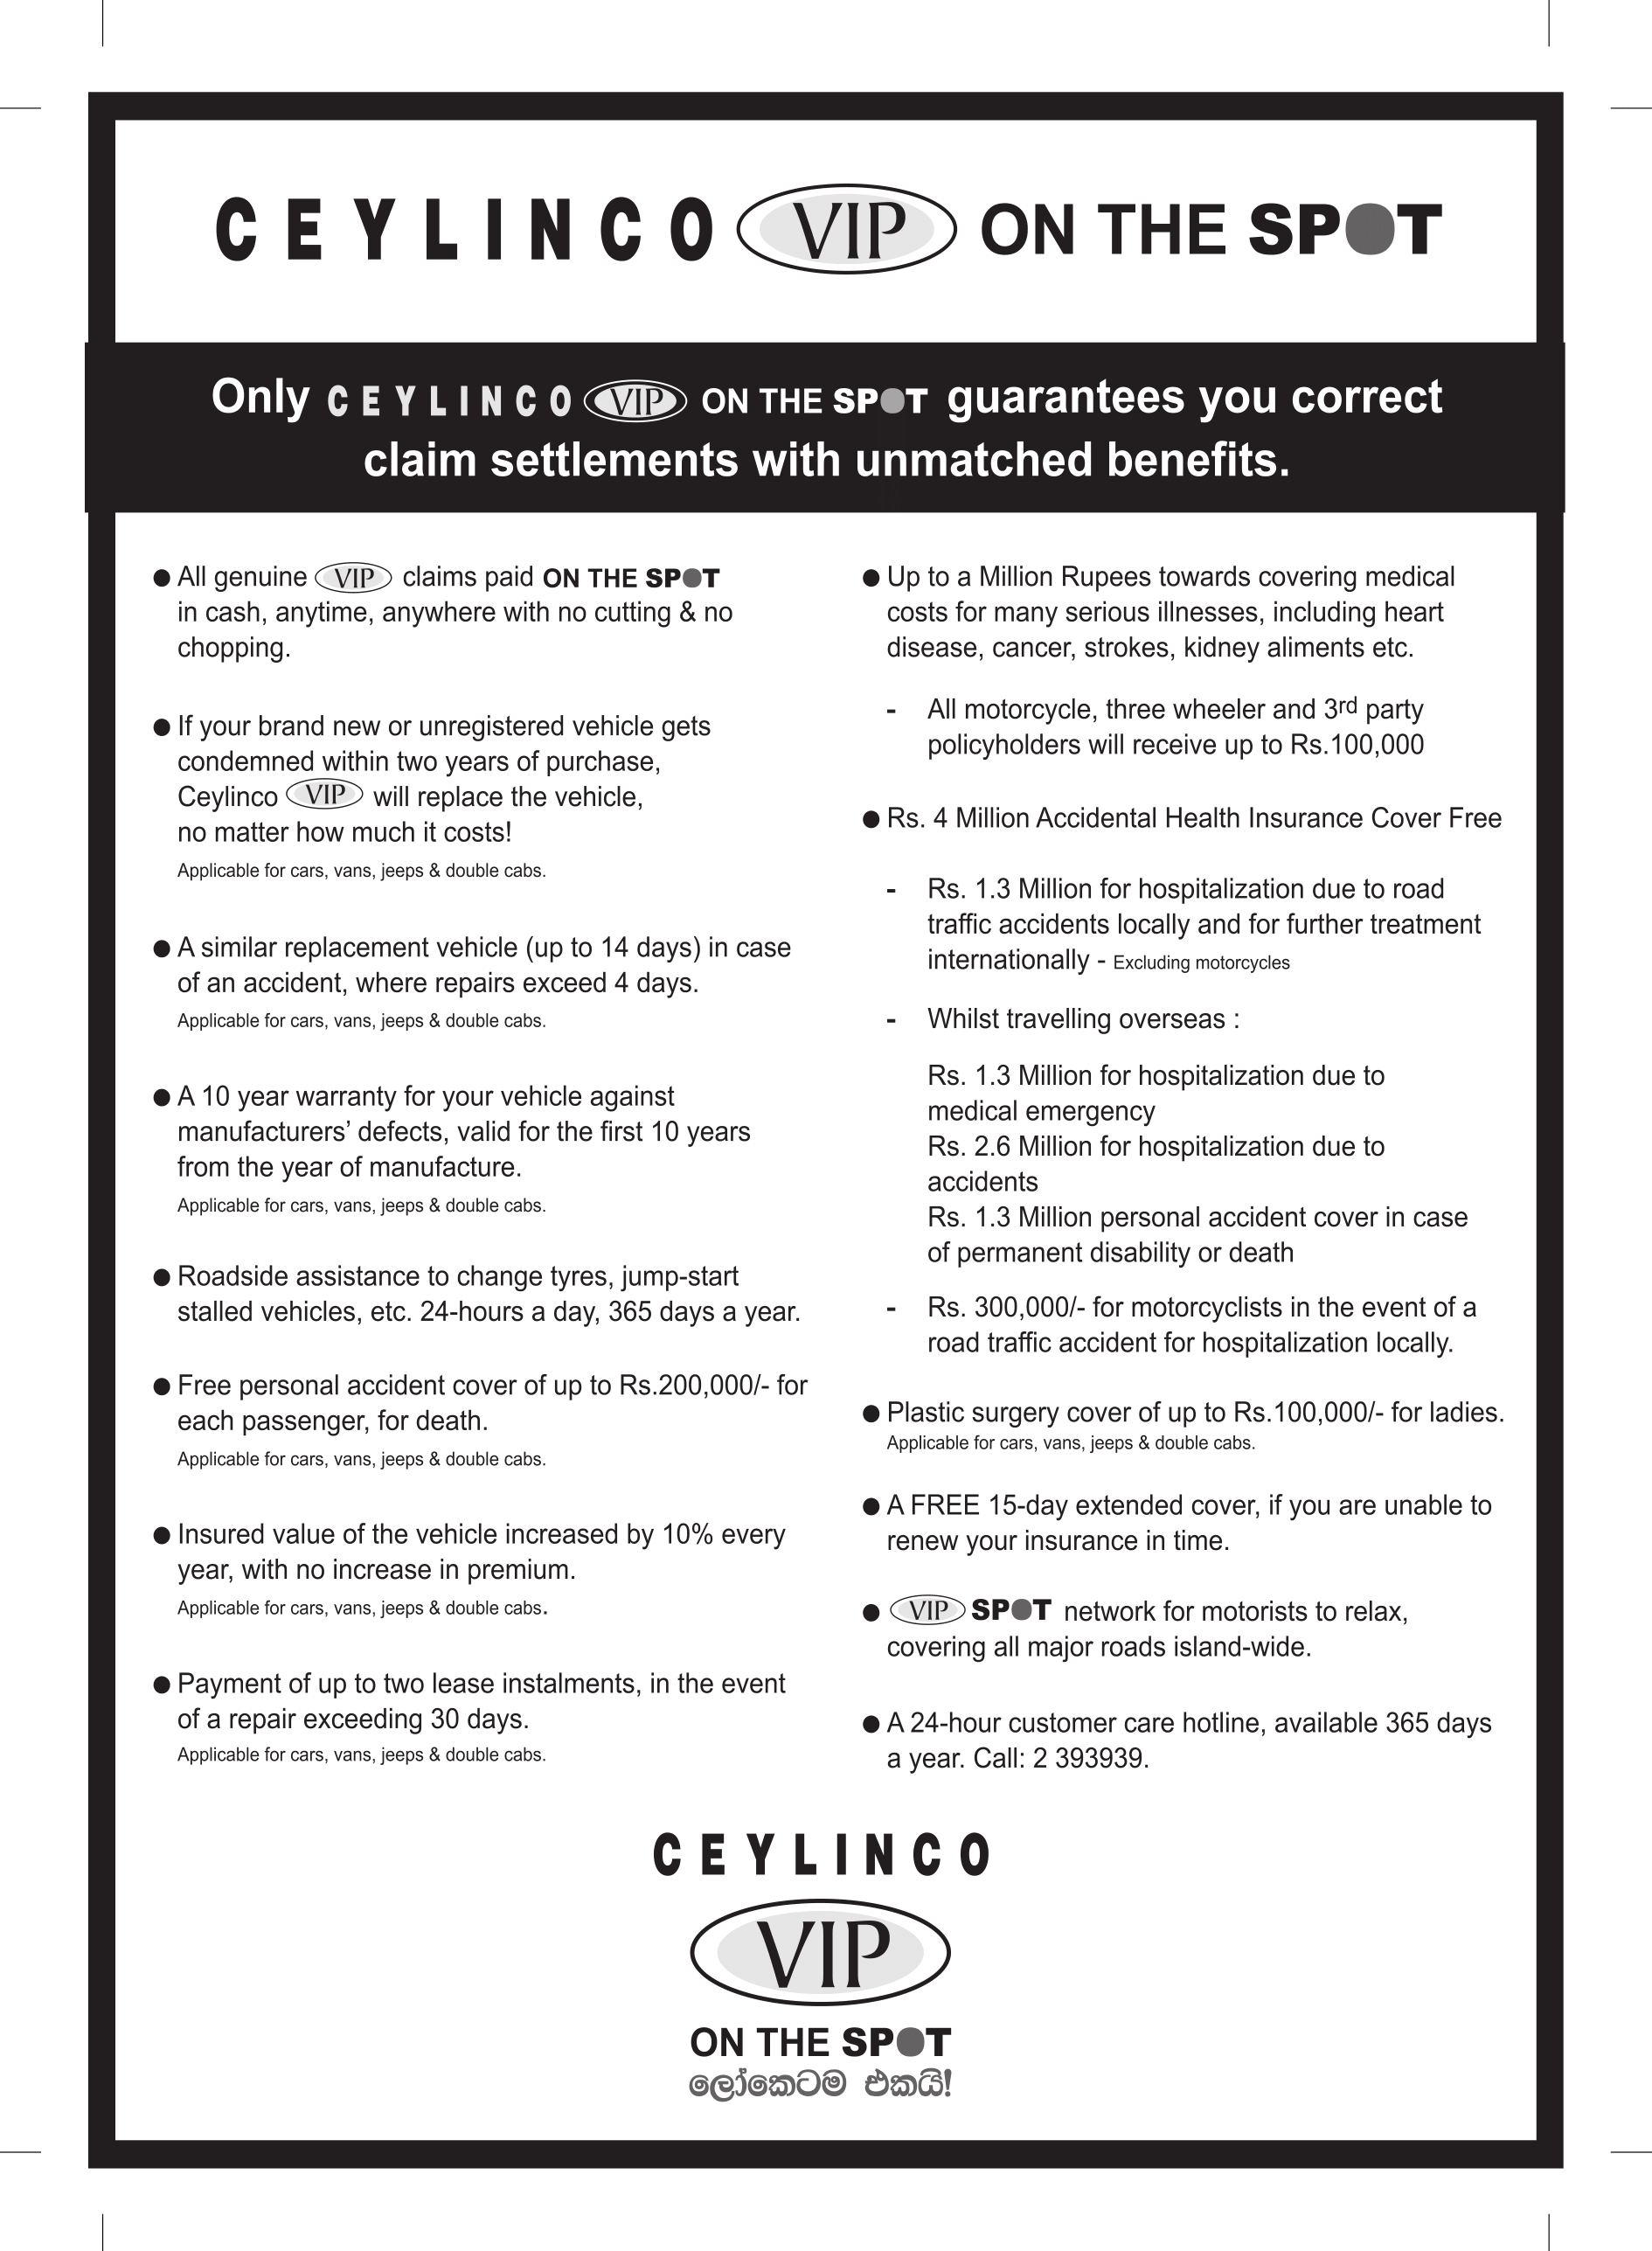 CEYLINCO VIP ON THE SPOT
Only CEYLINCO VIP ON THE SPOT guarantees you correct
claim settlements with unmatched benefits.
● All genuine VIP claims paid ON THE SPOT
in cash, anytime, anywhere with no cutting & no
chopping.
● If your brand new or unregistered vehicle gets
condemned within two years of purchase,
Ceylinco VIP will replace the vehicle,
no matter how much it costs!
Applicable for cars, vans, jeeps & double cabs.
● A similar replacement vehicle (up to 14 days) in case
of an accident, where repairs exceed 4 days.
Applicable for cars, vans, jeeps & double cabs.
● A 10 year warranty for your vehicle against
manufacturers’ defects, valid for the first 10 years
from the year of manufacture.
Applicable for cars, vans, jeeps & double cabs.
● Roadside assistance to change tyres, jump-start
stalled vehicles, etc. 24-hours a day, 365 days a year.
● Free personal accident cover of up to Rs.200,000/- for
each passenger, for death.
Applicable for cars, vans, jeeps & double cabs.
● Insured value of the vehicle increased by 10% every
year, with no increase in premium.
Applicable for cars, vans, jeeps & double cabs.
● Payment of up to two lease instalments, in the event
of a repair exceeding 30 days.
Applicable for cars, vans, jeeps & double cabs.
● Up to a Million Rupees towards covering medical
costs for many serious illnesses, including heart
disease, cancer, strokes, kidney aliments etc.
- All motorcycle, three wheeler and 3rd party
policyholders will receive up to Rs.100,000
● Rs. 4 Million Accidental Health Insurance Cover Free
- Rs. 1.3 Million for hospitalization due to road
traffic accidents locally and for further treatment
internationally - Excluding motorcycles
- Whilst travelling overseas :
Rs. 1.3 Million for hospitalization due to
medical emergency
Rs. 2.6 Million for hospitalization due to
accidents
Rs. 1.3 Million personal accident cover in case
of permanent disability or death
- Rs. 300,000/- for motorcyclists in the event of a
road traffic accident for hospitalization locally.
● Plastic surgery cover of up to Rs.100,000/- for ladies.
Applicable for cars, vans, jeeps & double cabs.
● A FREE 15-day extended cover, if you are unable to
renew your insurance in time.
● VIP SPOT network for motorists to relax,
covering all major roads island-wide.
● A 24-hour customer care hotline, available 365 days
a year. Call: 2 393939.
CEYLINCO
VIP
ON THE SPOT
ලෝකෙටම එකයි!